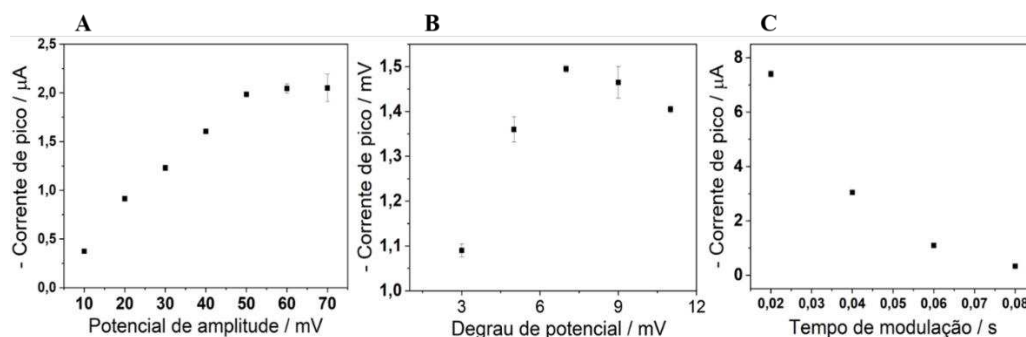 A
- Corrente de pico / µA
2,5
2,0
1,5
1,0
0,5
0,0
10 20 30 40 50 60 70
Potencial de amplitude / mV
B
- Corrente de pico / mV
1,5
1,4
1,3
1,2
1,1
1,0
3 6 9 12
Degrau de potencial / mV
C
- Corrente de pico / µA
8
6
4
2
0
0,02 0,03 0,04 0,05 0,06 0,07 0,08
Tempo de modulação / s